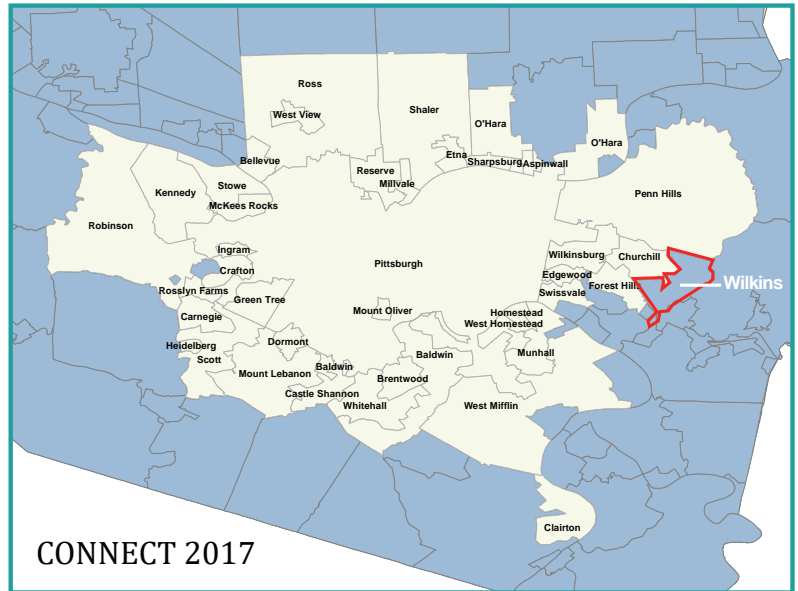 Ross
West View
Shaler
O'Hara
O'Hara
Bellevue
Etna
Sharpsburg
Aspinwall
Reserve
Millvale
Stowe
Kennedy
McKees Rocks
Penn Hills
Robinson
Ingram
Crafton
Pittsburgh
Wilkinsburg
Churchill
Edgewood
Forest Hills
Swissvale
Wilkins
Rosslyn Farms
Green Tree
Carnegie
Mount Oliver
Homestead
West Homestead
Heidelberg
Dormont
Scott
Mount Lebanon
Baldwin
Baldwin
Munhall
Brentwood
Castle Shannon
Whitehall
West Mifflin
Clairton
CONNECT 2017